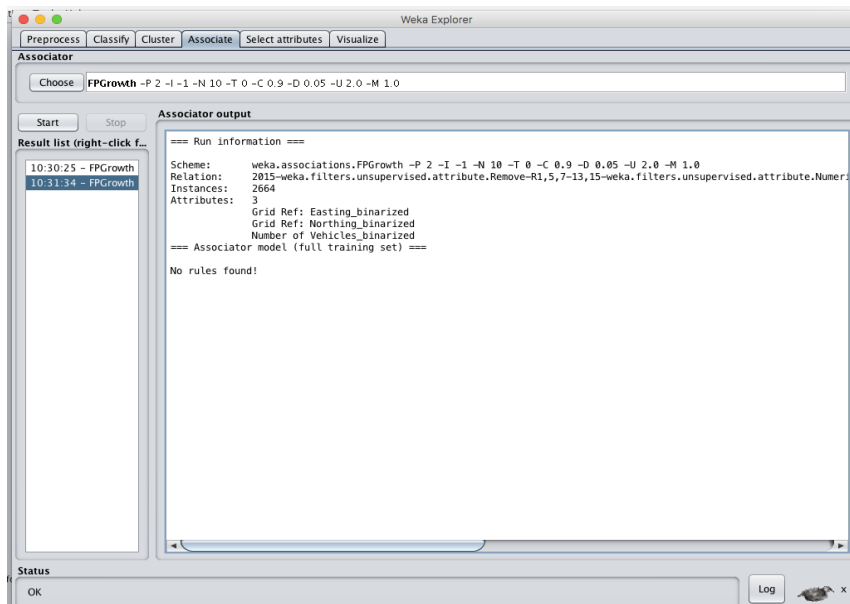 Weka Explorer
Preprocess Classify Cluster Associate Select attributes Visualize
Associator
Choose FPGrowth -P 2 -I -1 -N 10 -T 0 -C 0.9 -D 0.05 -U 2.0 -M 1.0
Start Stop
Result list (right-click f...
10:30:25 - FPGrowth
10:31:34 - FPGrowth
Associator output
=== Run information ===
Scheme: weka.associations.FPGrowth -P 2 -I -1 -N 10 -T 0 -C 0.9 -D 0.05 -U 2.0 -M 1.0
Relation: 2015-weka.filters.unsupervised.attribute.Remove-R1,5,7-13,15-weka.filters.unsupervised.attribute.Numeri
Instances: 2664
Attributes: 3
Grid Ref: Easting_binarized
Grid Ref: Northing_binarized
Number of Vehicles_binarized
=== Associator model (full training set) ===
No rules found!
Status
OK
Log
x